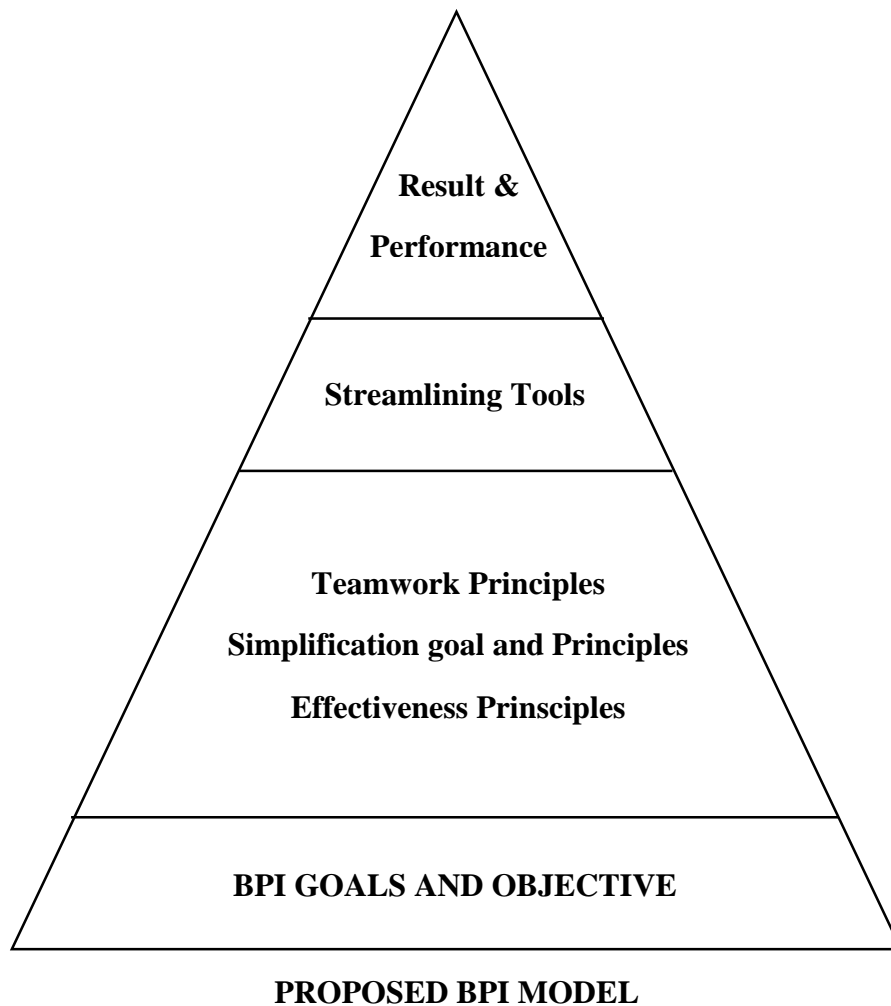 Result &
Performance
Streamlining Tools
Teamwork Principles
Simplification goal and Principles
Effectiveness Prinsciples
BPI GOALS AND OBJECTIVE
PROPOSED BPI MODEL